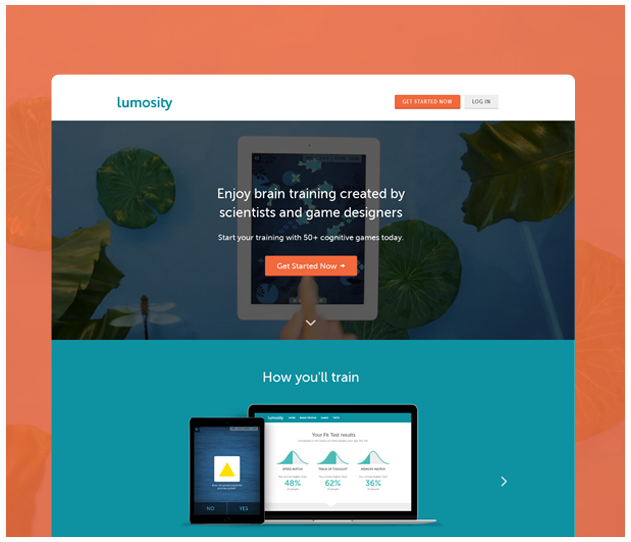 lumosity
GET STARTED NOW
LOG IN
Enjoy brain training created by
scientists and game designers
Start your training with 50+ cognitive games today.
Get Started Now
How you'll train
lumosity
Your Fit Test results
SPEED MATCH
TRAIN OF THOUGHT
MEMORY MATRIX
48%
62%
36%
NO
YES